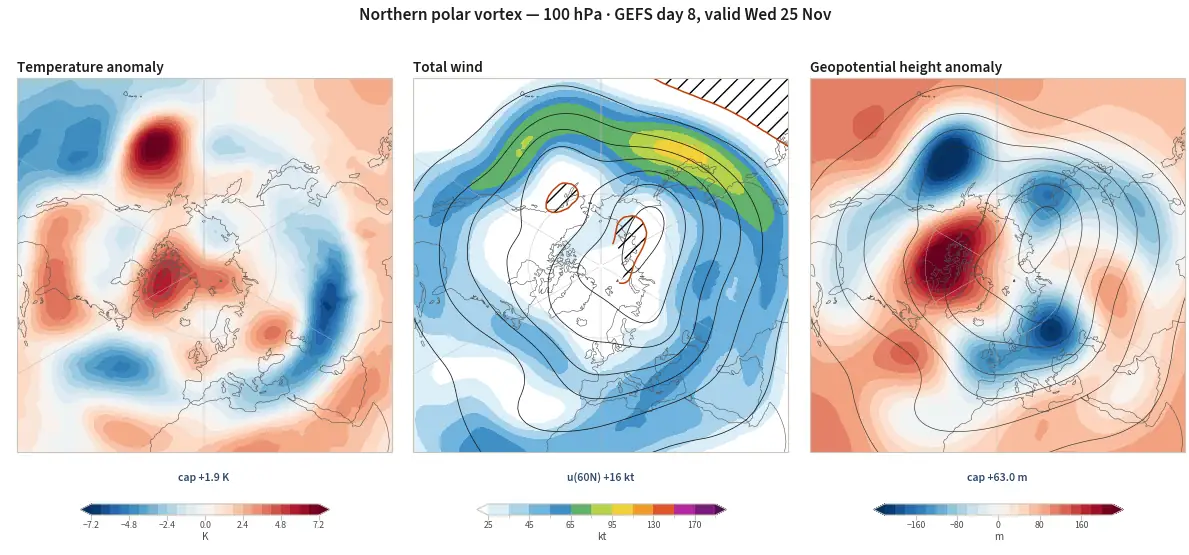 Northern polar vortex — 100 hPa · GEFS day 8, valid Wed 25 Nov
Temperature anomaly
Total wind
Geopotential height anomaly
cap +1.9 K
u(60N) +16 kt
cap +63.0 m
−7.2 −4.8 −2.4 0.0 2.4 4.8 7.2
K
25 45 65 85 110 130 170
kt
−160 −80 0 80 160
m